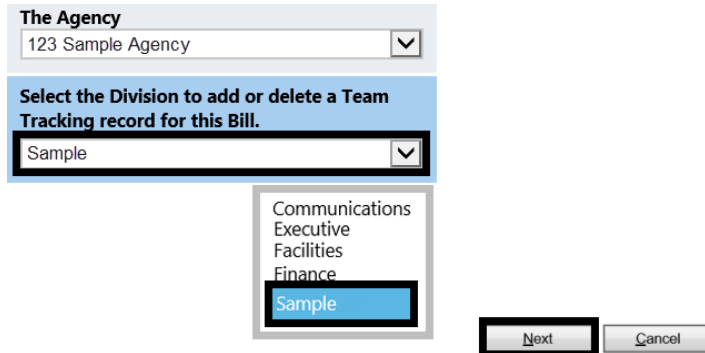 The Agency
123 Sample Agency
Select the Division to add or delete a Team
Tracking record for this Bill.
Sample
Communications
Executive
Facilities
Finance
Sample
Next Cancel